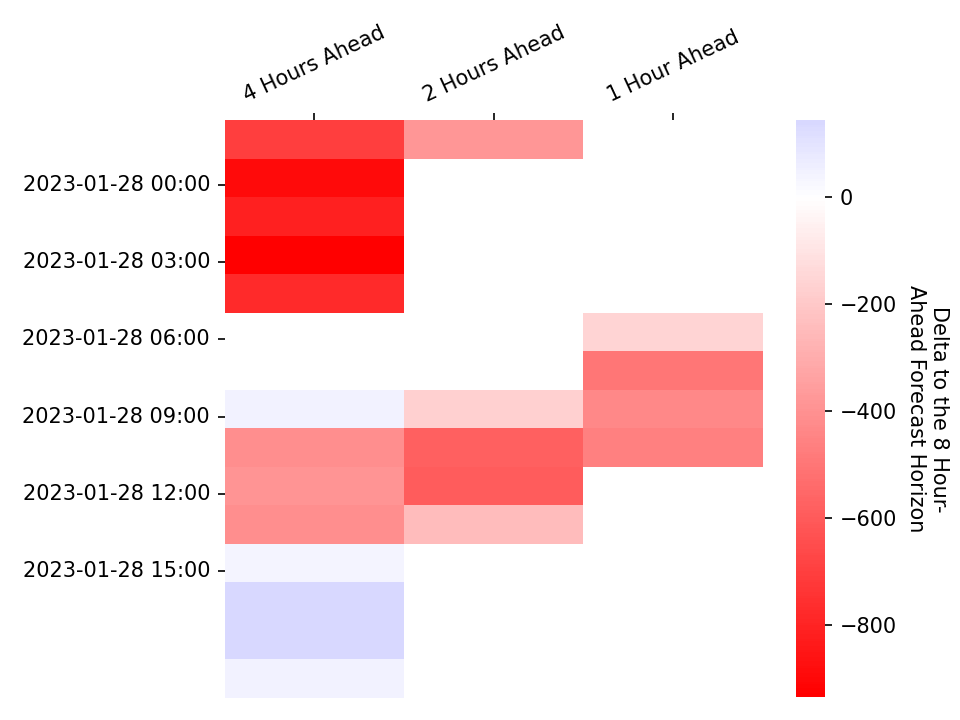 4 Hours Ahead
2 Hours Ahead
1 Hour Ahead
2023-01-28 00:00
2023-01-28 03:00
2023-01-28 06:00
2023-01-28 09:00
2023-01-28 12:00
2023-01-28 15:00
0
−200
−400
−600
−800
Delta to the 8 Hour-
Ahead Forecast Horizon